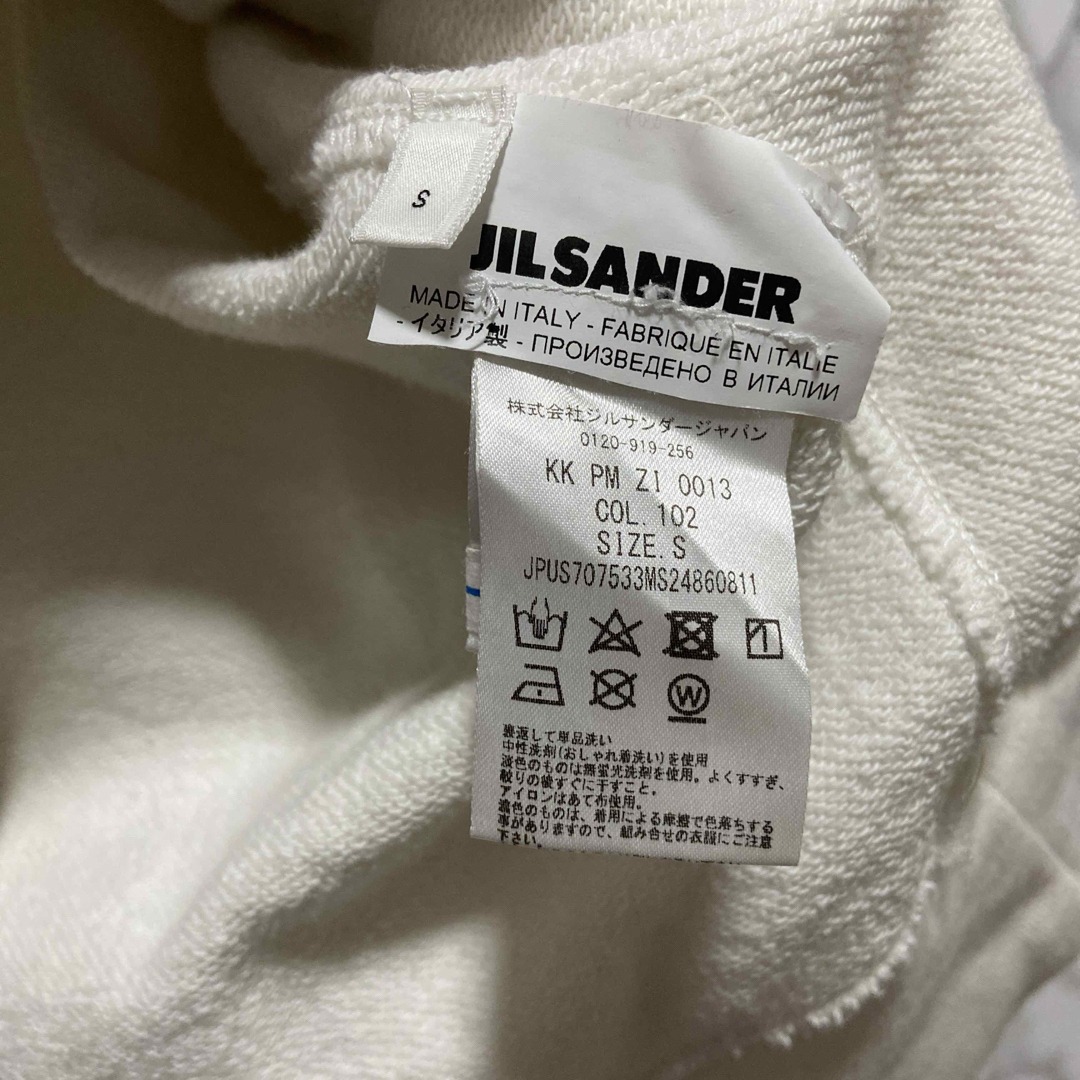 S
JIL SANDER
MADE IN ITALY - FABRIQUÉ EN ITALIE
- イタリア製 - ПРОИЗВЕДЕНО В ИТАЛИИ
株式会社ジルサンダージャパン
0120-919-256
KK PM ZI 0013
COL. 102
SIZE. S
JPUS707533MS24860811
W
裏返して単品洗い
中性洗剤(おしゃれ着洗い)を使用
淡色のものは無蛍光洗剤を使用。よくすすぎ、
絞りの後すぐに干すこと。
アイロンはあて布使用。
濃色のものは、着用による摩擦で色落ちする
事がありますので、組み合せの衣服にご注意
下さい。